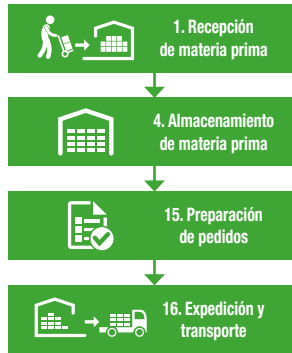 1. Recepción
de materia prima
4. Almacenamiento
de materia prima
15. Preparación
de pedidos
16. Expedición y
transporte